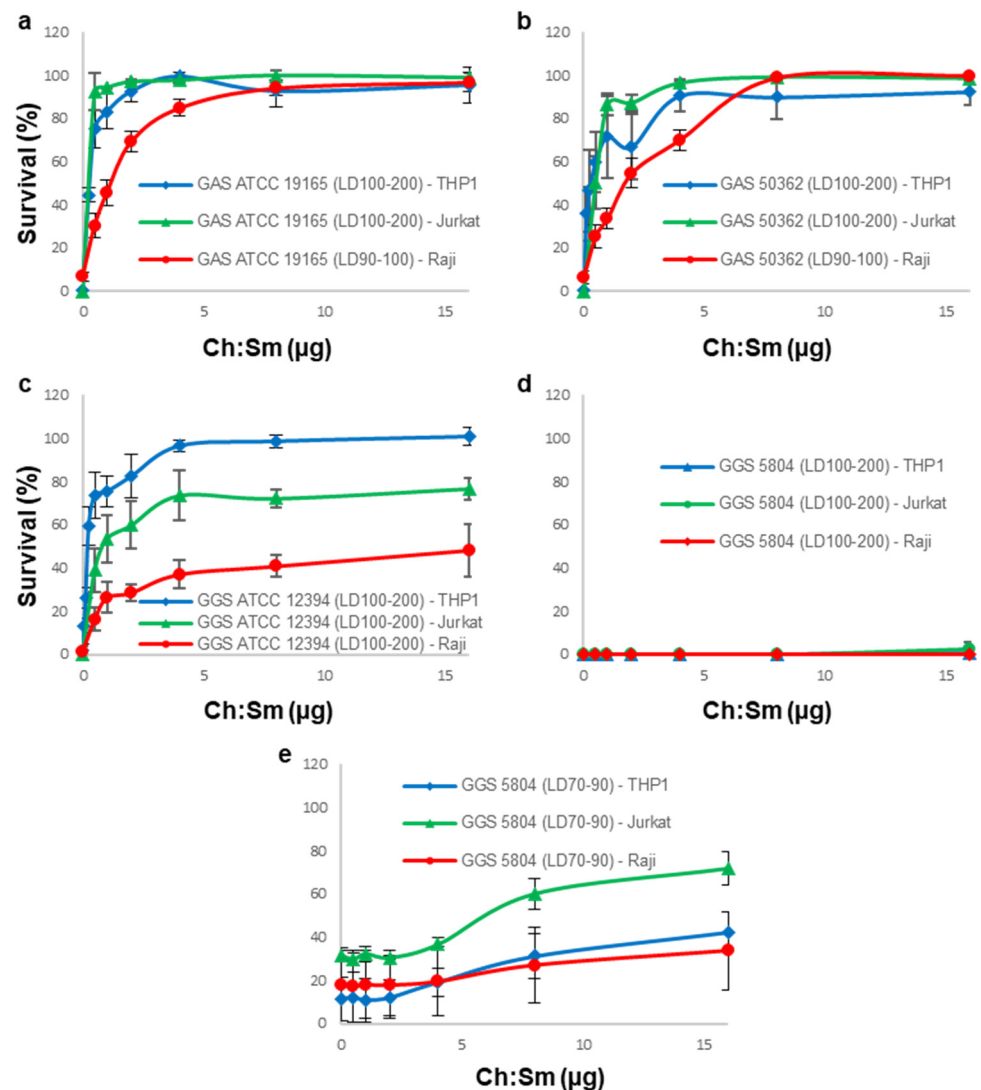 a
120
100
80
60
40
20
0
Survival (%)
GAS ATCC 19165 (LD100-200) - THP1
GAS ATCC 19165 (LD100-200) - Jurkat
GAS ATCC 19165 (LD90-100) - Raji
0 5 10 15
Ch:Sm (µg)
b
120
100
80
60
40
20
0
GAS 50362 (LD100-200) - THP1
GAS 50362 (LD100-200) - Jurkat
GAS 50362 (LD90-100) - Raji
0 5 10 15
Ch:Sm (µg)
c
120
100
80
60
40
20
0
Survival (%)
GGS ATCC 12394 (LD100-200) - THP1
GGS ATCC 12394 (LD100-200) - Jurkat
GGS ATCC 12394 (LD100-200) - Raji
0 5 10 15
Ch:Sm (µg)
d
120
100
80
60
40
20
0
GGS 5804 (LD100-200) - THP1
GGS 5804 (LD100-200) - Jurkat
GGS 5804 (LD100-200) - Raji
0 5 10 15
Ch:Sm (µg)
e
120
100
80
60
40
20
0
GGS 5804 (LD70-90) - THP1
GGS 5804 (LD70-90) - Jurkat
GGS 5804 (LD70-90) - Raji
0 5 10 15
Ch:Sm (µg)